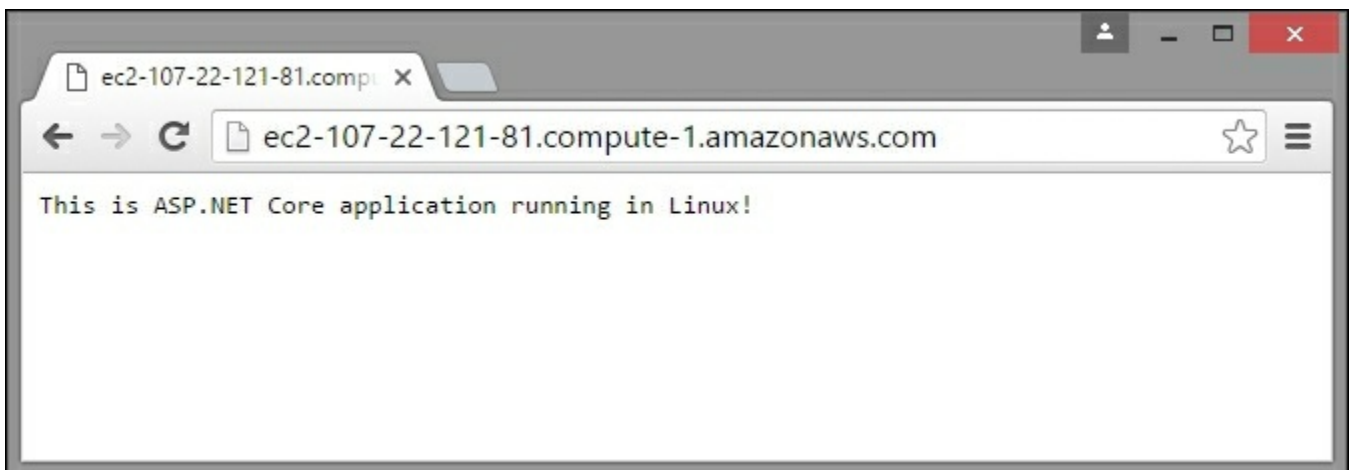 ec2-107-22-121-81.comp
ec2-107-22-121-81.compute-1.amazonaws.com
This is ASP.NET Core application running in Linux!